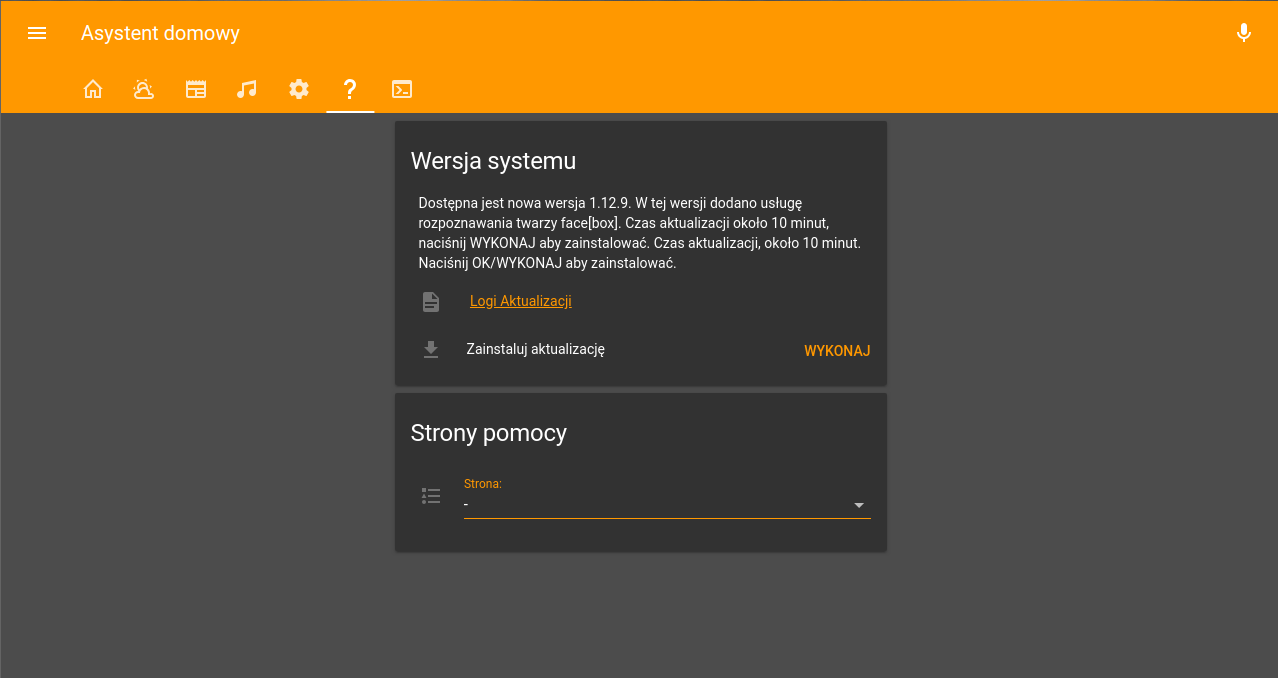 Asystent domowy
Wersja systemu
Dostępna jest nowa wersja 1.12.9. W tej wersji dodano usługę
rozpoznawania twarzy face[box]. Czas aktualizacji około 10 minut,
naciśnij WYKONAJ aby zainstalować. Czas aktualizacji, około 10 minut.
Naciśnij OK/WYKONAJ aby zainstalować.
Logi Aktualizacji
Zainstaluj aktualizację WYKONAJ
Strony pomocy
Strona:
-